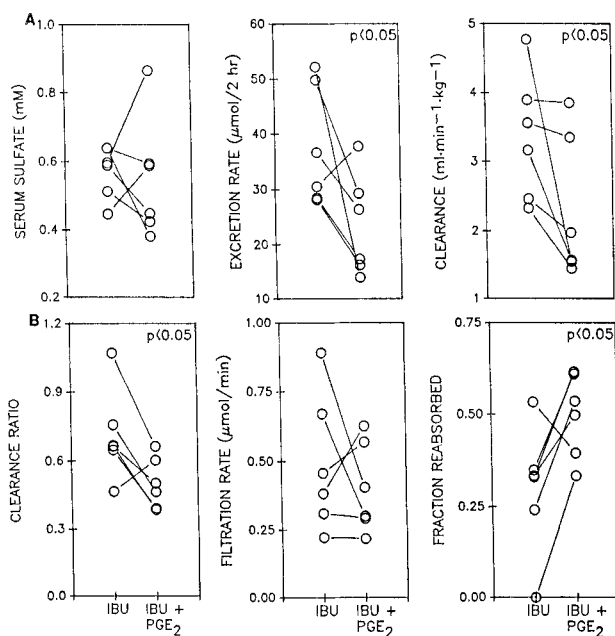 A
SERUM SULFATE (mM)
1.0
0.8
0.6
0.4
0.2
EXCRETION RATE (μmol/2 hr)
p<0.05
60
50
40
30
20
10
CLEARANCE (ml·min−1·kg−1)
p<0.05
5
4
3
2
1
B
CLEARANCE RATIO
p<0.05
1.2
0.9
0.6
0.3
0.0
IBU IBU +
PGE2
FILTRATION RATE (μmol/min)
1.00
0.75
0.50
0.25
0.00
IBU IBU +
PGE2
FRACTION REABSORBED
p<0.05
0.75
0.50
0.25
0.00
IBU IBU +
PGE2